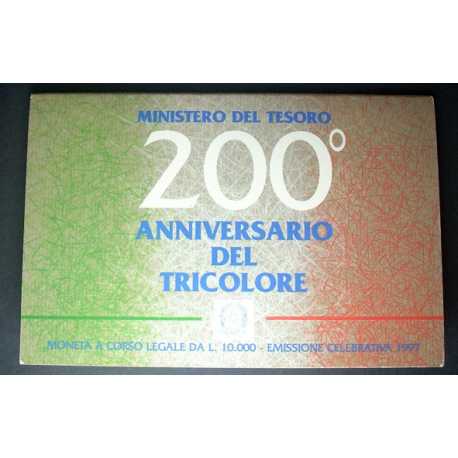 MINISTERO DEL TESORO
200°
ANNIVERSARIO
DEL
TRICOLORE
MONETA A CORSO LEGALE DA L. 10.000 - EMISSIONE CELEBRATIVA 1997